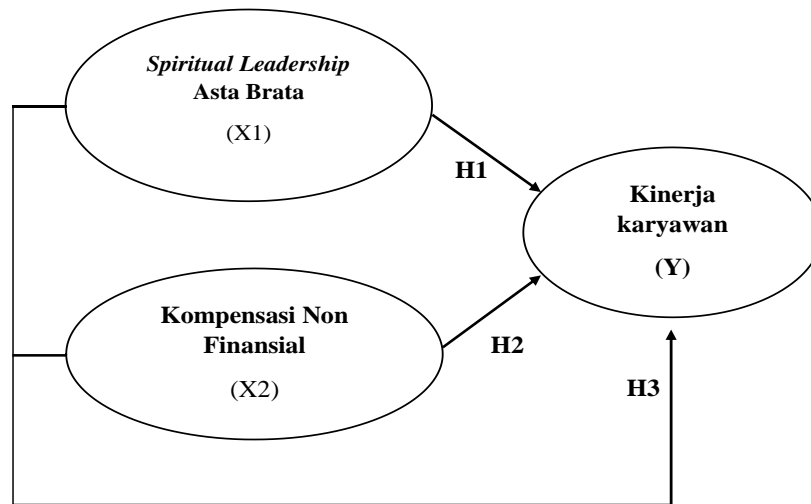 Spiritual Leadership
Asta Brata
(X1)
H1
Kinerja
karyawan
(Y)
Kompensasi Non
Finansial
(X2)
H2
H3